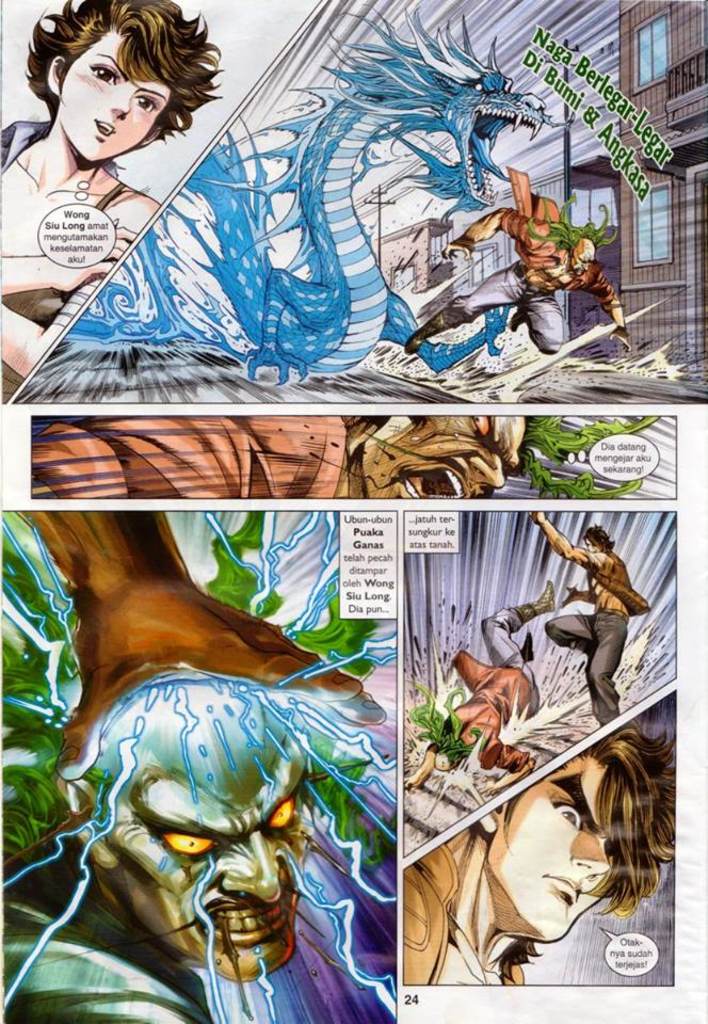 Wong
Siu Long amat
mengutamakan
keselamatan
aku!
Naga Berlegar-Legar
Di Bumi & Angkasa
Dia datang
mengejar aku
sekarang!
Ubun-ubun
Puaka
Ganas
telah pecah
ditampar
oleh Wong
Siu Long.
Dia pun...
...jatuh ter-
sungkur ke
atas tanah.
Otak-
nya sudah
terjejas!
24